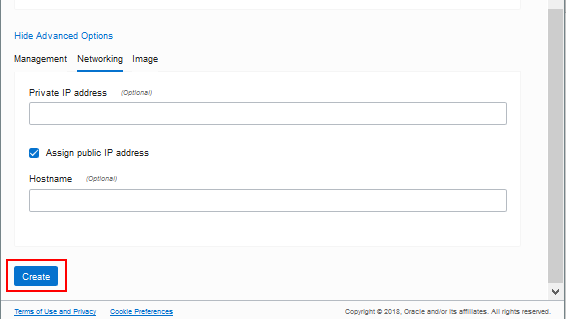 Hide Advanced Options
Management Networking Image
Private IP address (Optional)
Assign public IP address
Hostname (Optional)
Create
Terms of Use and Privacy Cookie Preferences Copyright © 2018, Oracle and/or its affiliates. All rights reserved.